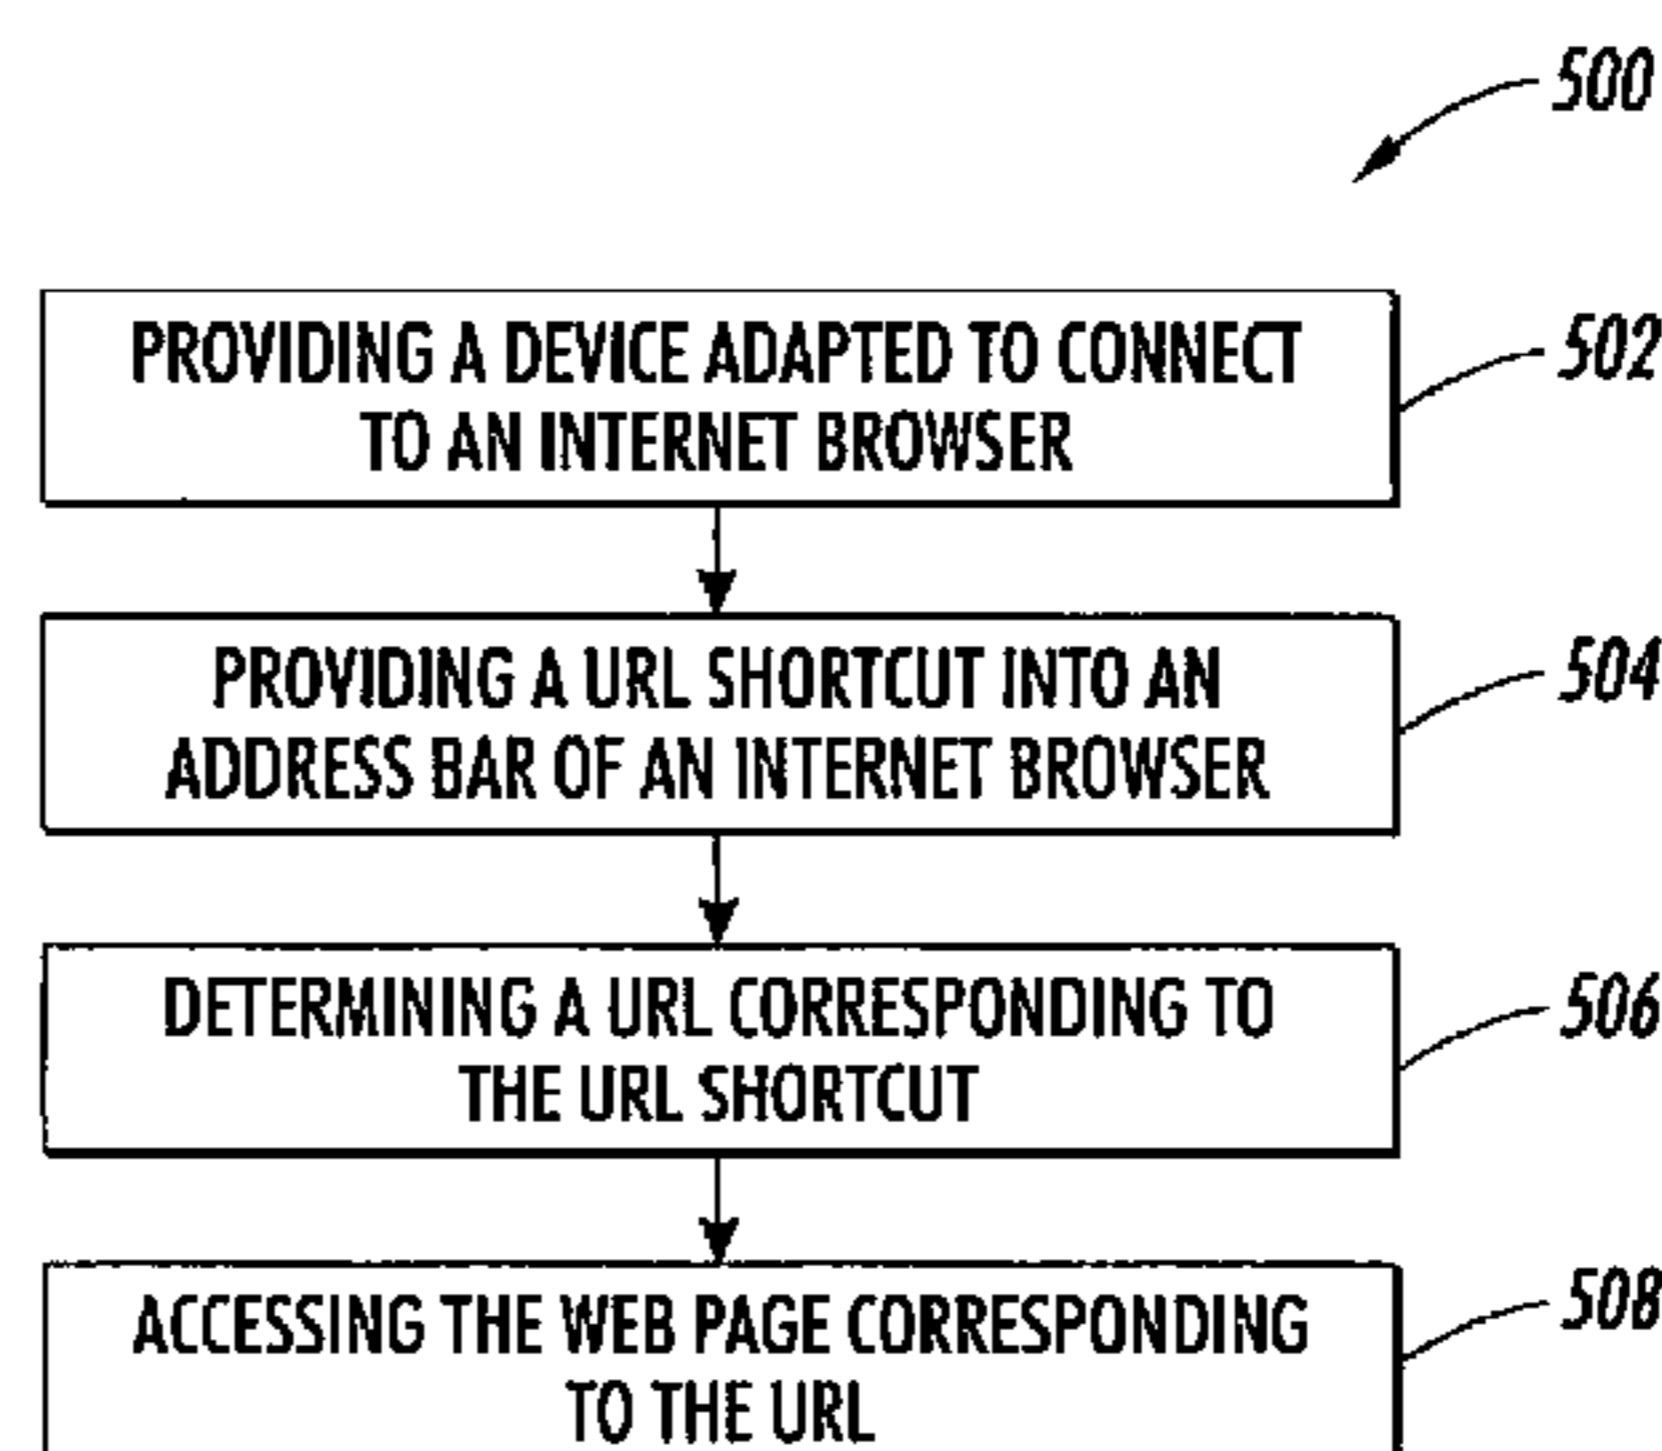 500
PROVIDING A DEVICE ADAPTED TO CONNECT
TO AN INTERNET BROWSER
502
PROVIDING A URL SHORTCUT INTO AN
ADDRESS BAR OF AN INTERNET BROWSER
504
DETERMINING A URL CORRESPONDING TO
THE URL SHORTCUT
506
ACCESSING THE WEB PAGE CORRESPONDING
TO THE URL
508